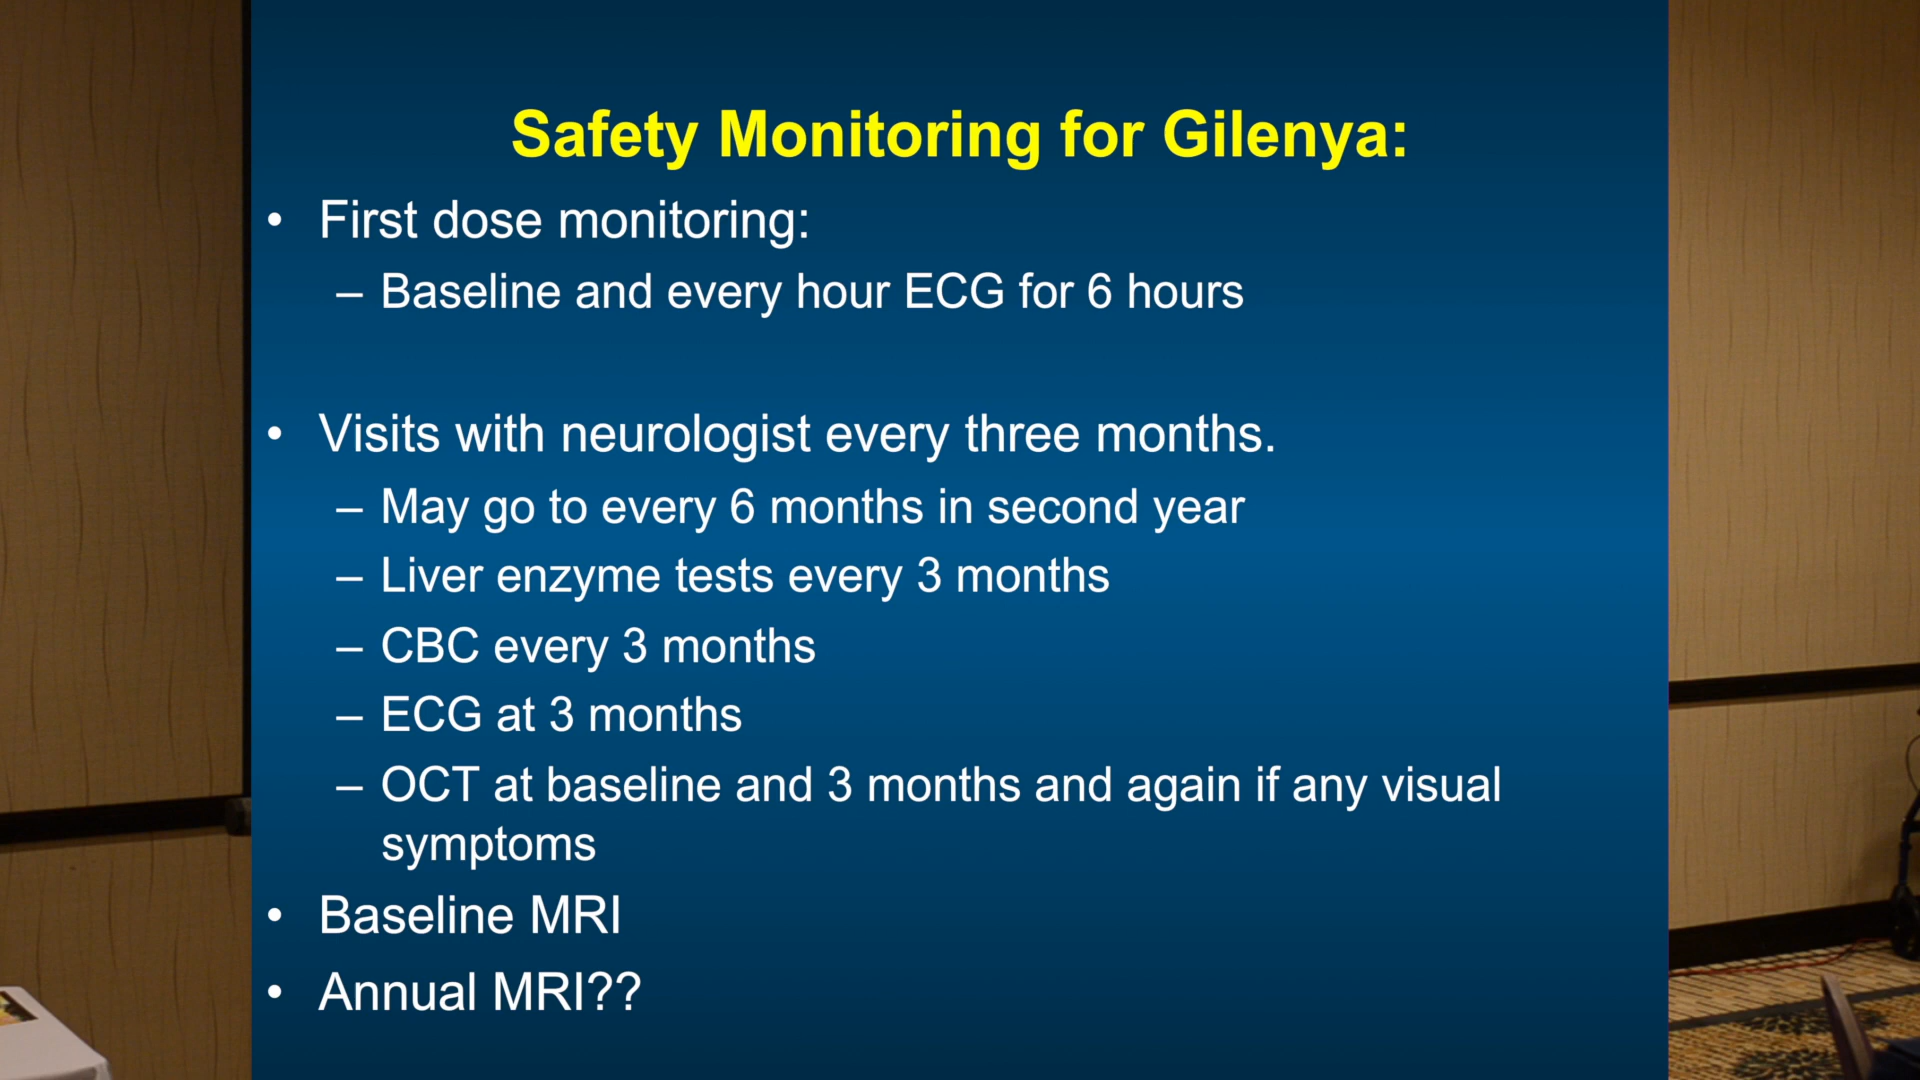 Safety Monitoring for Gilenya:
• First dose monitoring:
– Baseline and every hour ECG for 6 hours
• Visits with neurologist every three months.
– May go to every 6 months in second year
– Liver enzyme tests every 3 months
– CBC every 3 months
– ECG at 3 months
– OCT at baseline and 3 months and again if any visual
symptoms
• Baseline MRI
• Annual MRI??